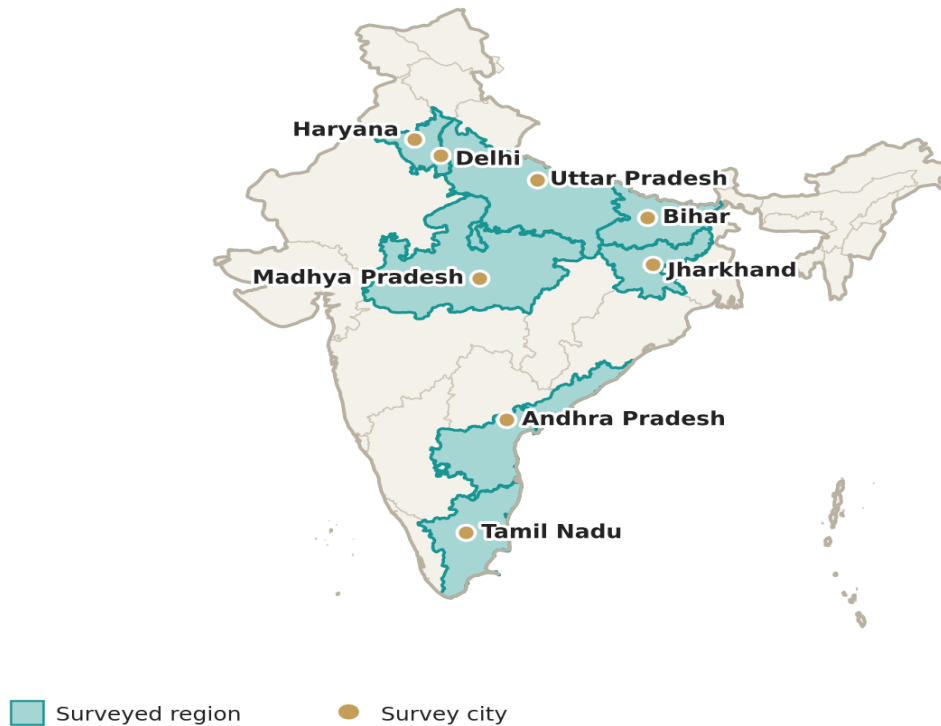 Haryana
Delhi
Uttar Pradesh
Bihar
Jharkhand
Madhya Pradesh
Andhra Pradesh
Tamil Nadu
Surveyed region
Survey city